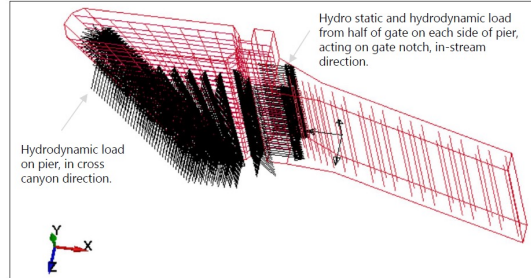 Hydro static and hydrodynamic load
from half of gate on each side of pier,
acting on gate notch, in-stream
direction.
Hydrodynamic load
on pier, in cross
canyon direction.
Y
X
Z